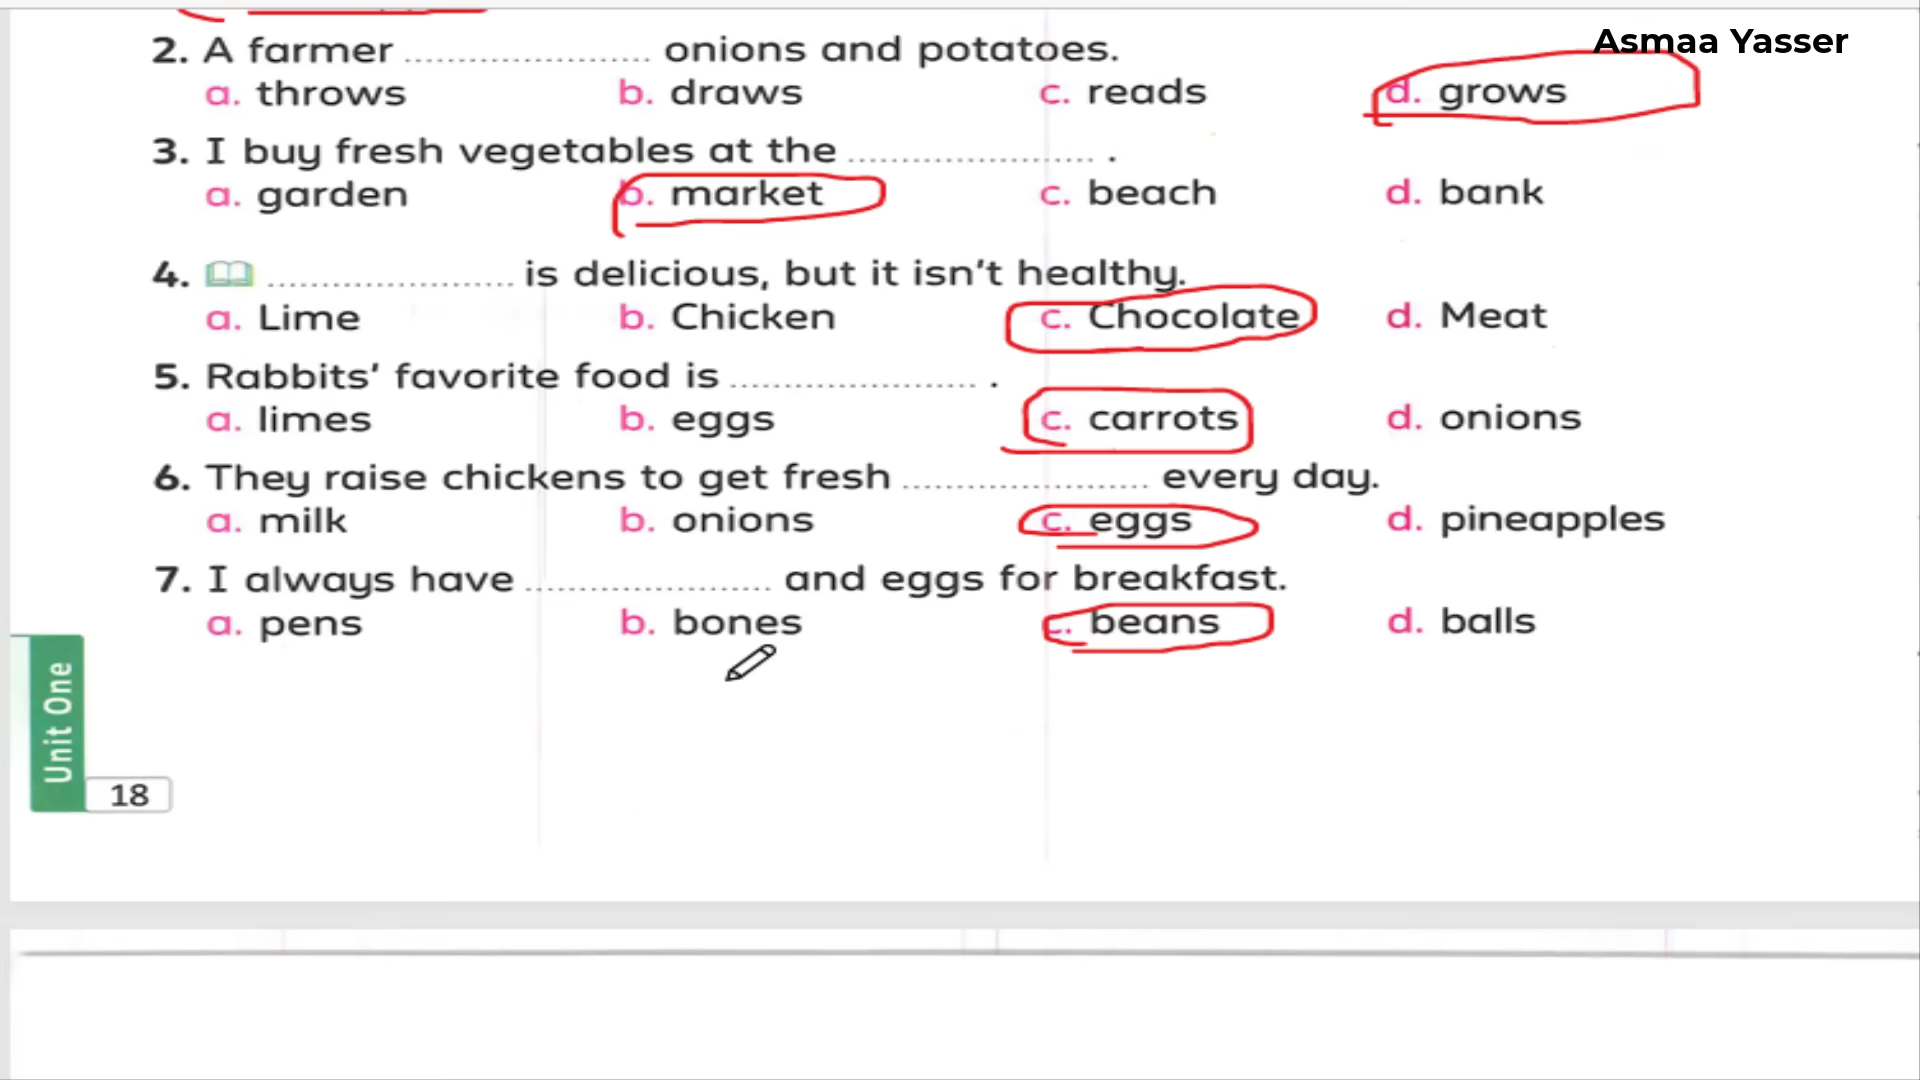 Asmaa Yasser
2. A farmer ........................ onions and potatoes.
a. throws b. draws c. reads d. grows
3. I buy fresh vegetables at the ........................ .
a. garden b. market c. beach d. bank
4. ........................ is delicious, but it isn't healthy.
a. Lime b. Chicken c. Chocolate d. Meat
5. Rabbits' favorite food is ........................ .
a. limes b. eggs c. carrots d. onions
6. They raise chickens to get fresh ........................ every day.
a. milk b. onions c. eggs d. pineapples
7. I always have ........................ and eggs for breakfast.
a. pens b. bones c. beans d. balls
Unit One
18